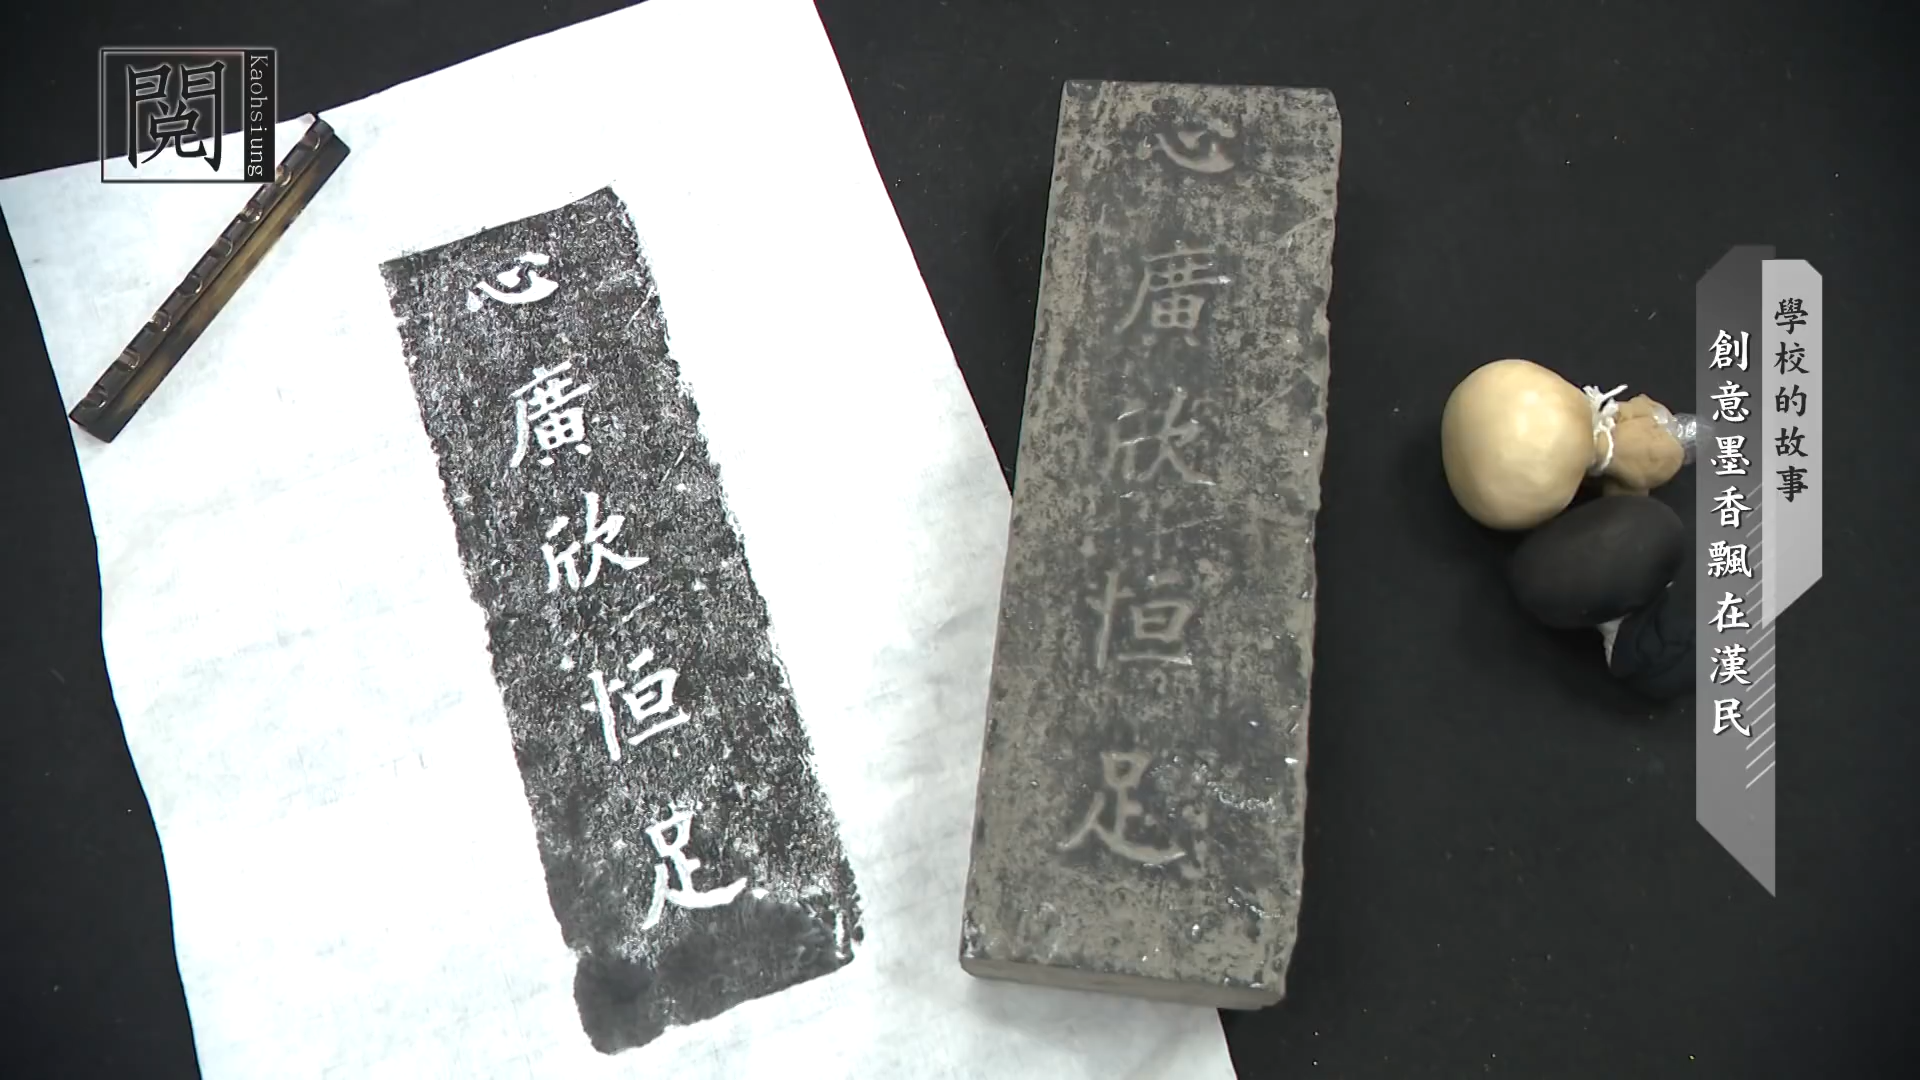 閱
Kaohsiung
心廣欣恒足
心廣欣恒足
學校的故事
創意墨香飄在漢民